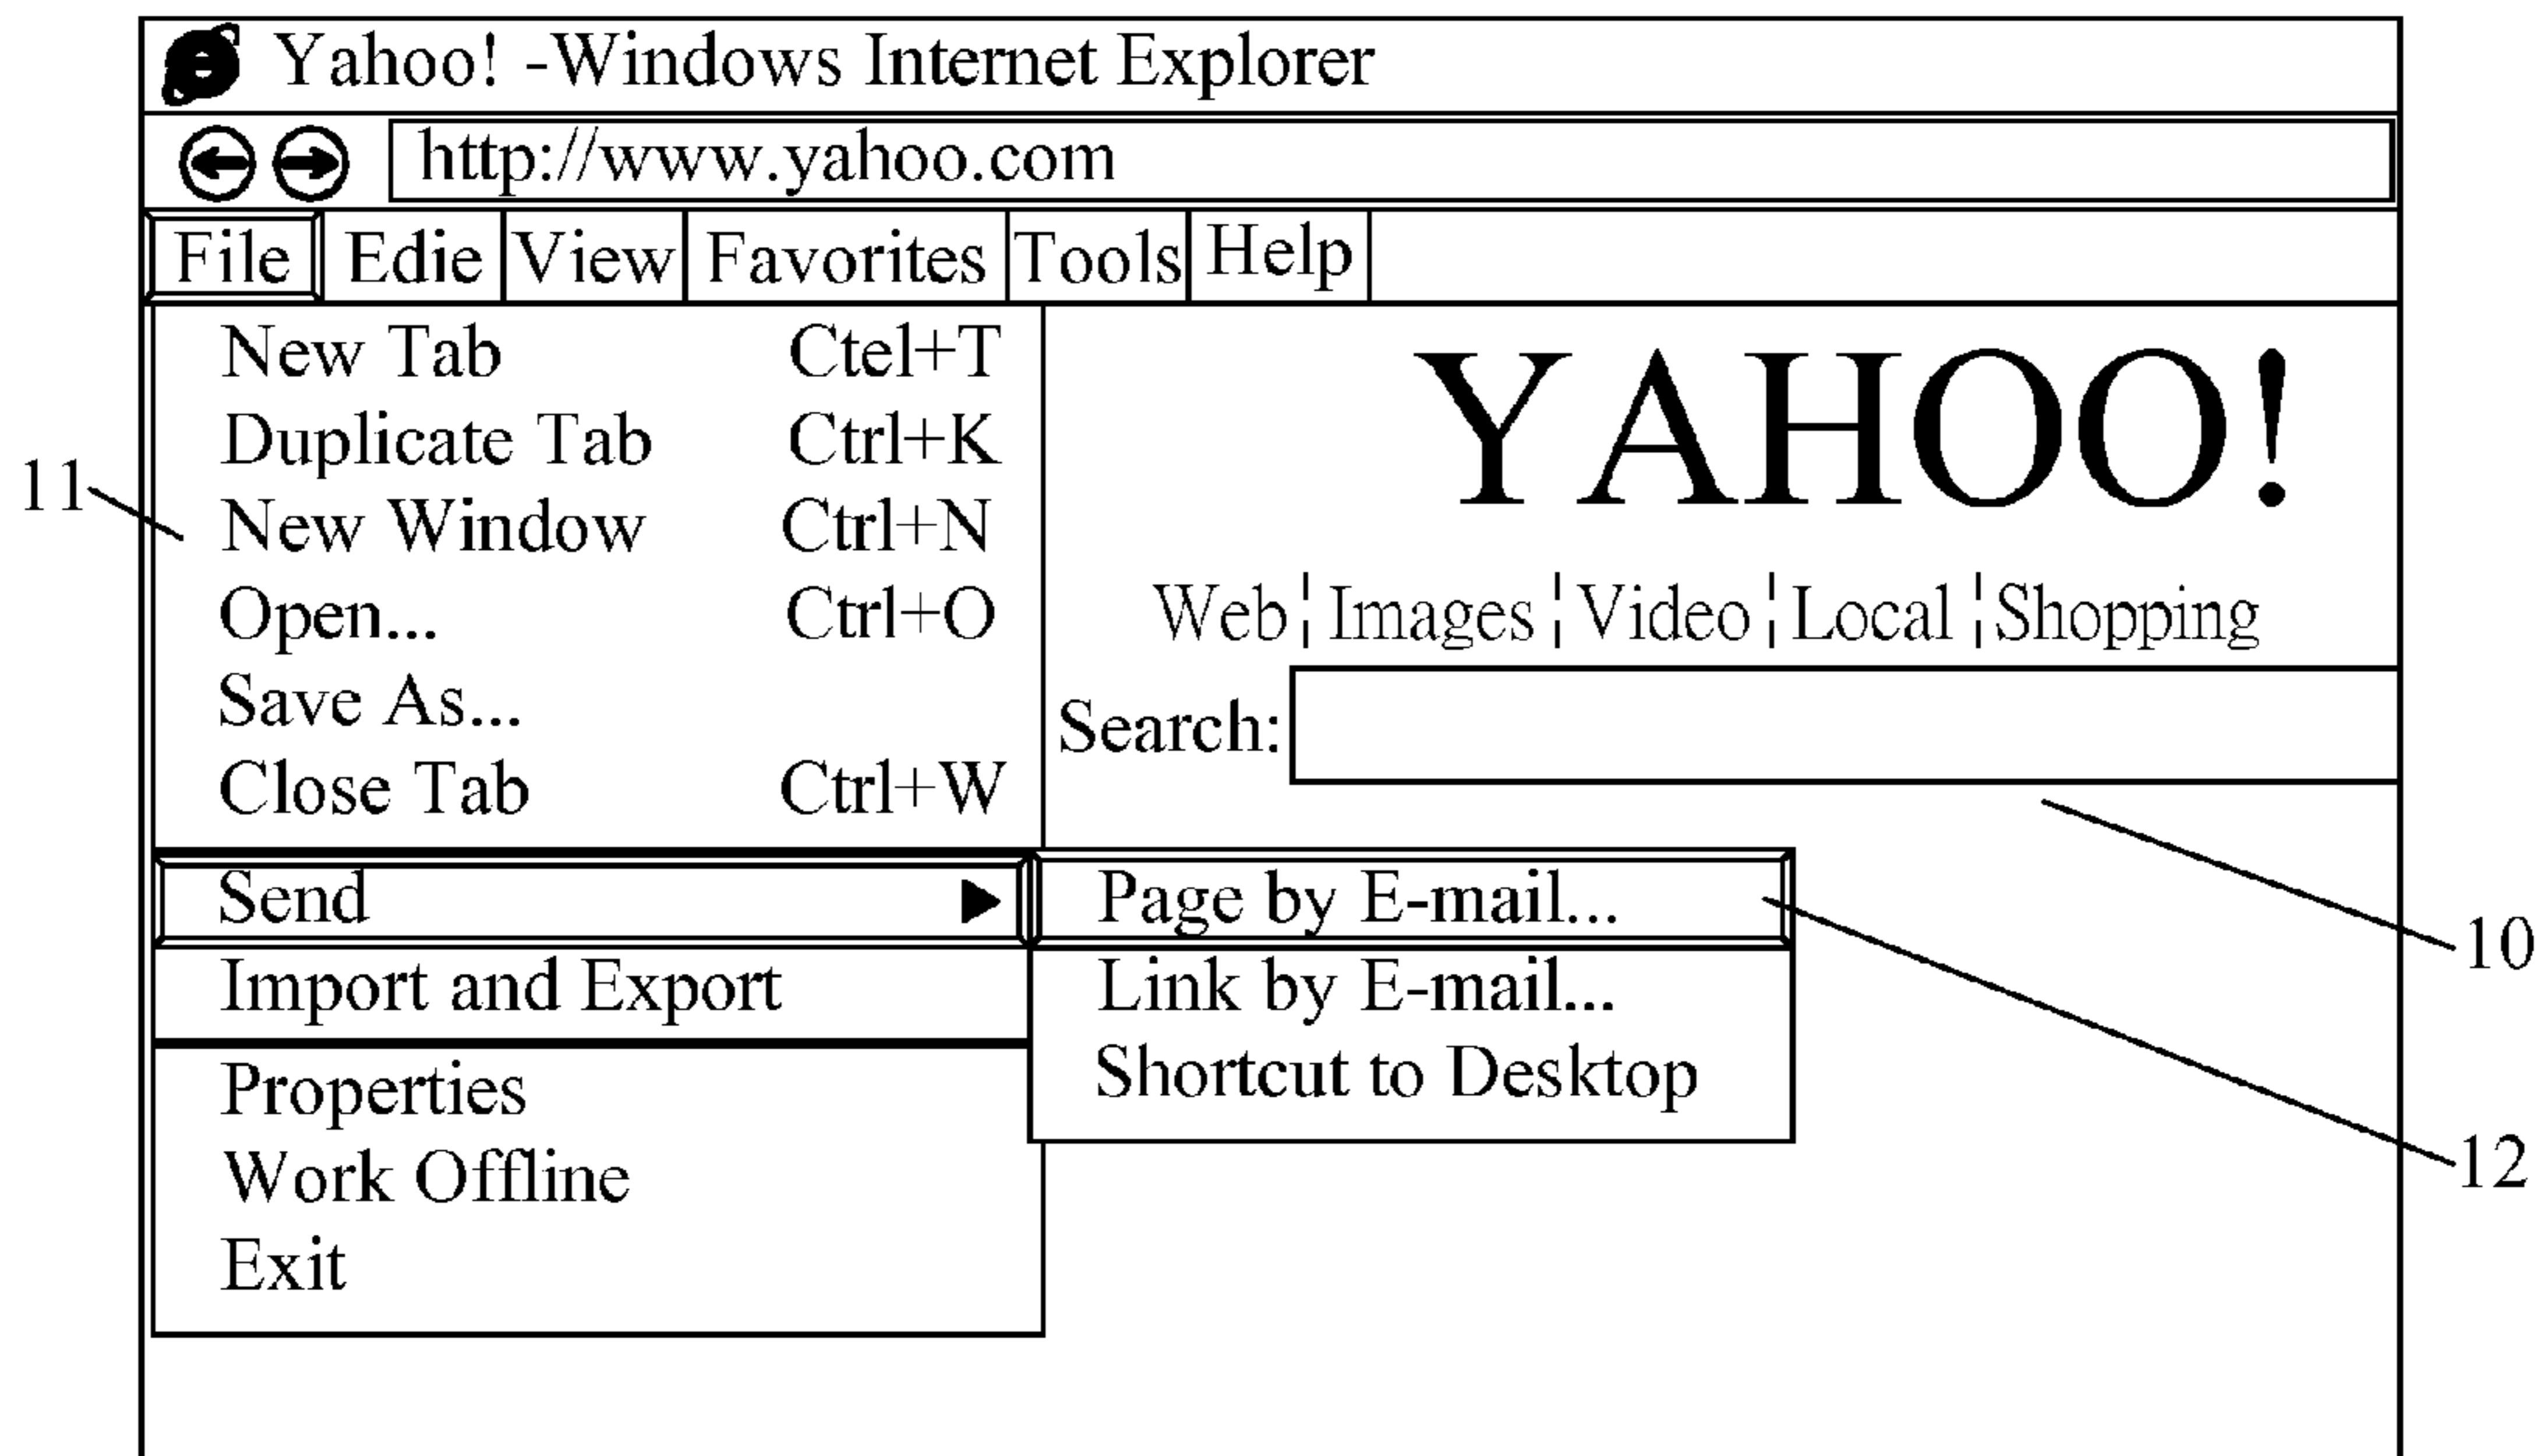 Yahoo! -Windows Internet Explorer
http://www.yahoo.com
File Edie View Favorites Tools Help
New Tab Ctel+T
Duplicate Tab Ctrl+K
New Window Ctrl+N
Open... Ctrl+O
Save As...
Close Tab Ctrl+W
Send
Import and Export
Properties
Work Offline
Exit
YAHOO!
Web ¦ Images ¦ Video ¦ Local ¦ Shopping
Search:
Page by E-mail...
Link by E-mail...
Shortcut to Desktop
11
10
12